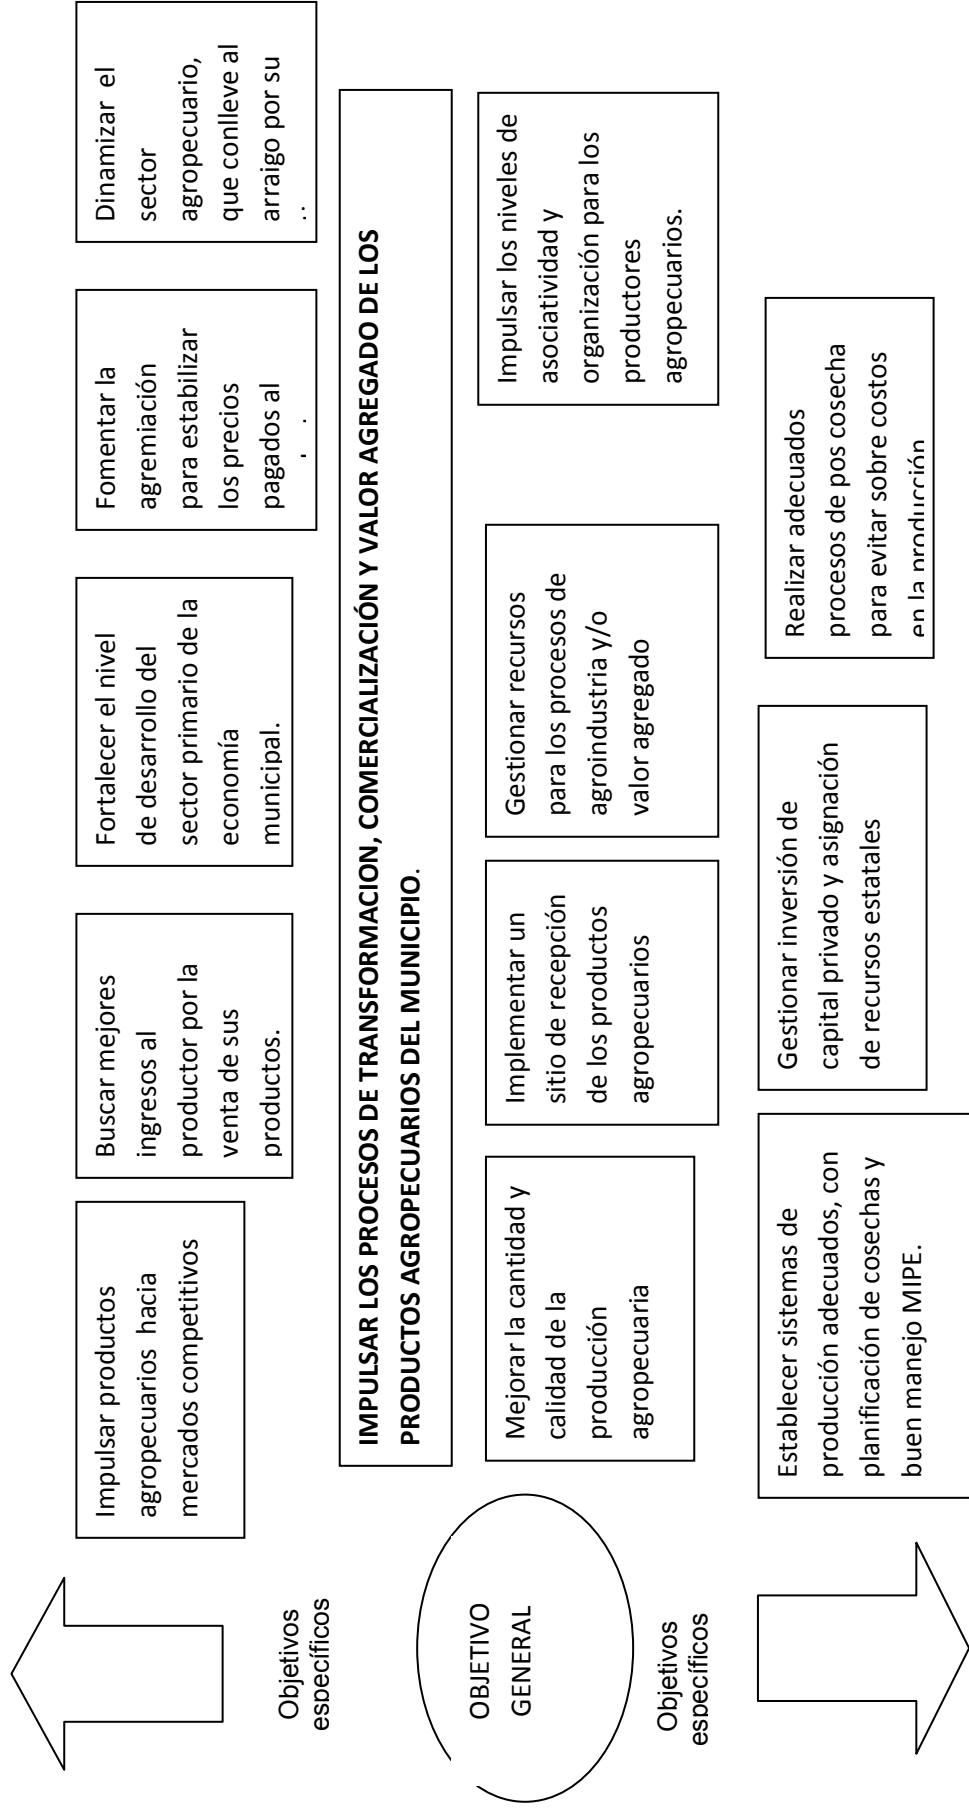 Impulsar productos
agropecuarios hacia
mercados competitivos
Buscar mejores
ingresos al
productor por la
venta de sus
productos.
Fortalecer el nivel
de desarrollo del
sector primario de la
economía
municipal.
Fomentar la
agremiación
para estabilizar
los precios
pagados al
Dinamizar el
sector
agropecuario,
que conlleve al
arraigo por su
Objetivos
específicos
IMPULSAR LOS PROCESOS DE TRANSFORMACION, COMERCIALIZACIÓN Y VALOR AGREGADO DE LOS
PRODUCTOS AGROPECUARIOS DEL MUNICIPIO.
OBJETIVO
GENERAL
Mejorar la cantidad y
calidad de la
producción
agropecuaria
Implementar un
sitio de recepción
de los productos
agropecuarios
Gestionar recursos
para los procesos de
agroindustria y/o
valor agregado
Impulsar los niveles de
asociatividad y
organización para los
productores
agropecuarios.
Objetivos
específicos
Establecer sistemas de
producción adecuados, con
planificación de cosechas y
buen manejo MIPE.
Gestionar inversión de
capital privado y asignación
de recursos estatales
Realizar adecuados
procesos de pos cosecha
para evitar sobre costos
en la producción